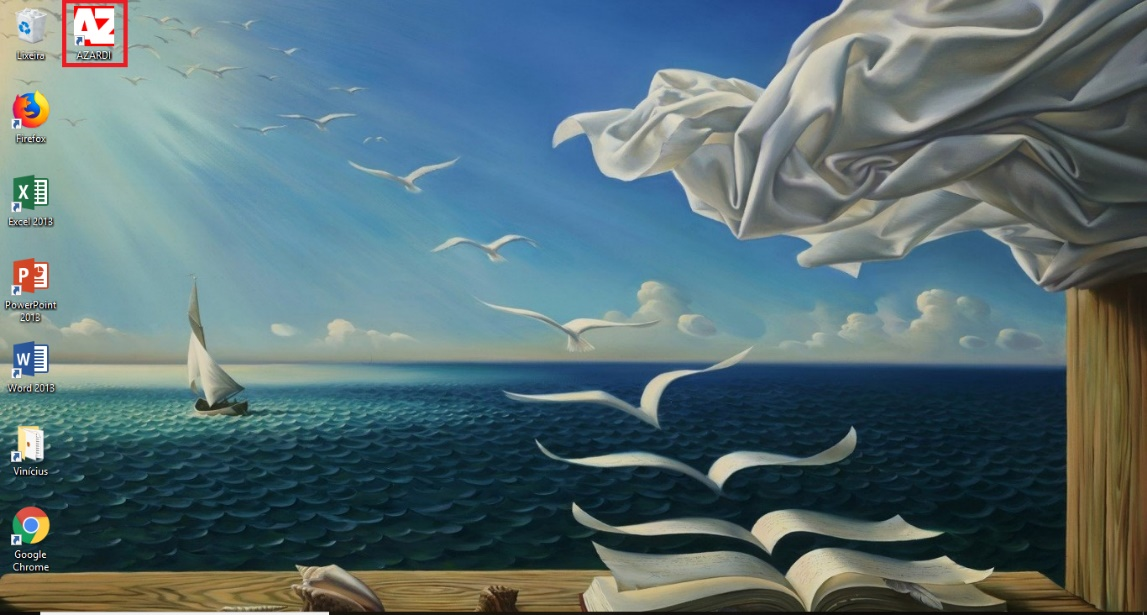 Lixeira
AZ
AZARDI
Firefox
X
Excel 2013
P
PowerPoint
2013
W
Word 2013
Vinícius
Google
Chrome